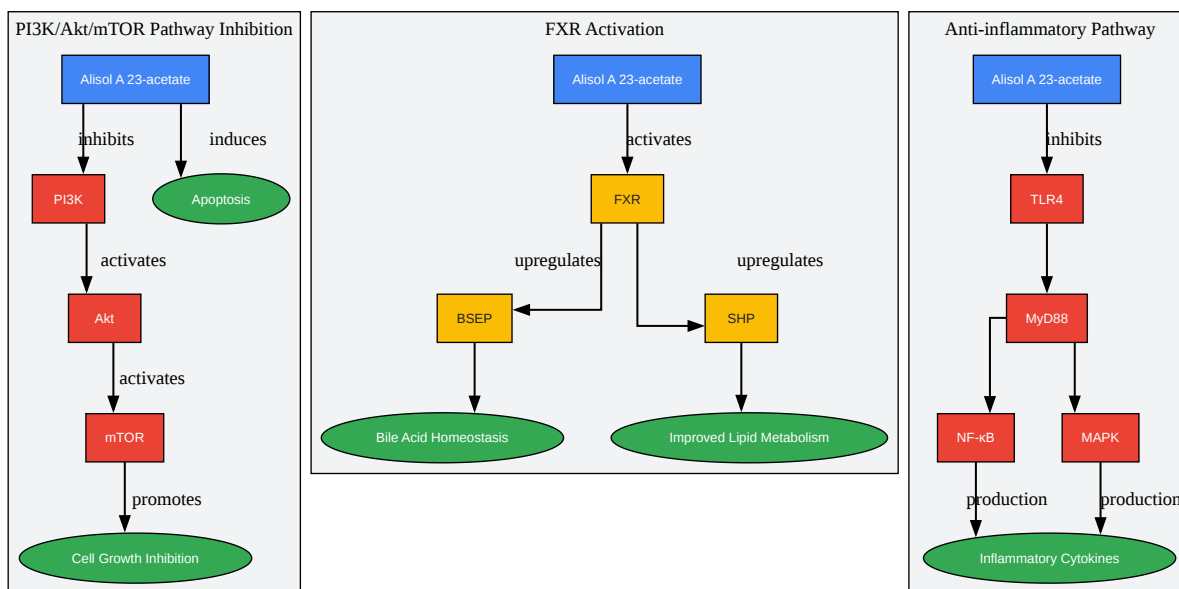 PI3K/Akt/mTOR Pathway Inhibition
Alisol A 23-acetate
inhibits
induces
PI3K
Apoptosis
activates
Akt
activates
mTOR
promotes
Cell Growth Inhibition
FXR Activation
Alisol A 23-acetate
activates
FXR
upregulates
upregulates
BSEP
SHP
Bile Acid Homeostasis
Improved Lipid Metabolism
Anti-inflammatory Pathway
Alisol A 23-acetate
inhibits
TLR4
MyD88
NF-κB
MAPK
production
production
Inflammatory Cytokines